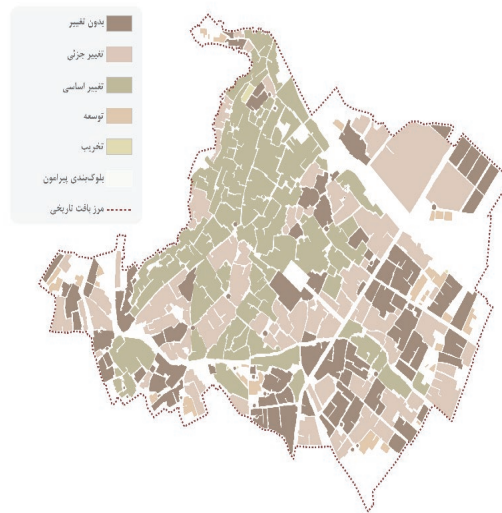 بدون تغییر
تغییر جزئی
تغییر اساسی
توسعه
تخریب
بلوک‌بندی پیرامون
مرز بافت تاریخی